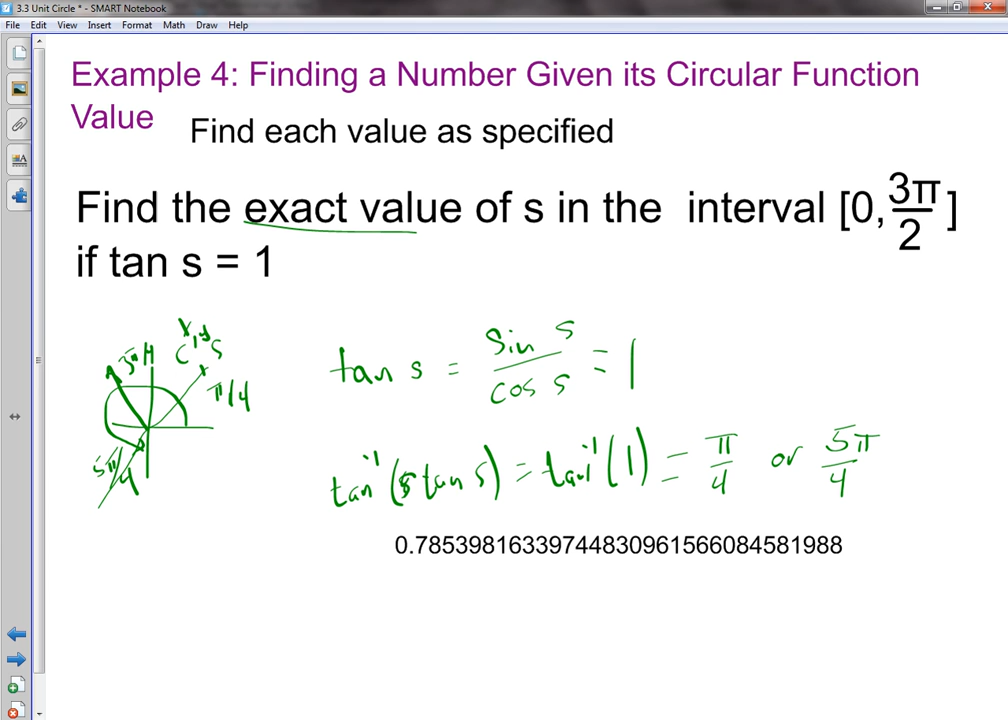 3.3 Unit Circle * - SMART Notebook
File Edit View Insert Format Math Draw Help
Example 4: Finding a Number Given its Circular Function
Value
Find each value as specified
Find the exact value of s in the interval [0, 3π/2]
if tan s = 1
x, y
C S
3π/4
π/4
5π/4
tan s = sin s / cos s = 1
tan⁻¹(tan s) = tan⁻¹(1) = π/4 or 5π/4
0.78539816339744830961566084581988